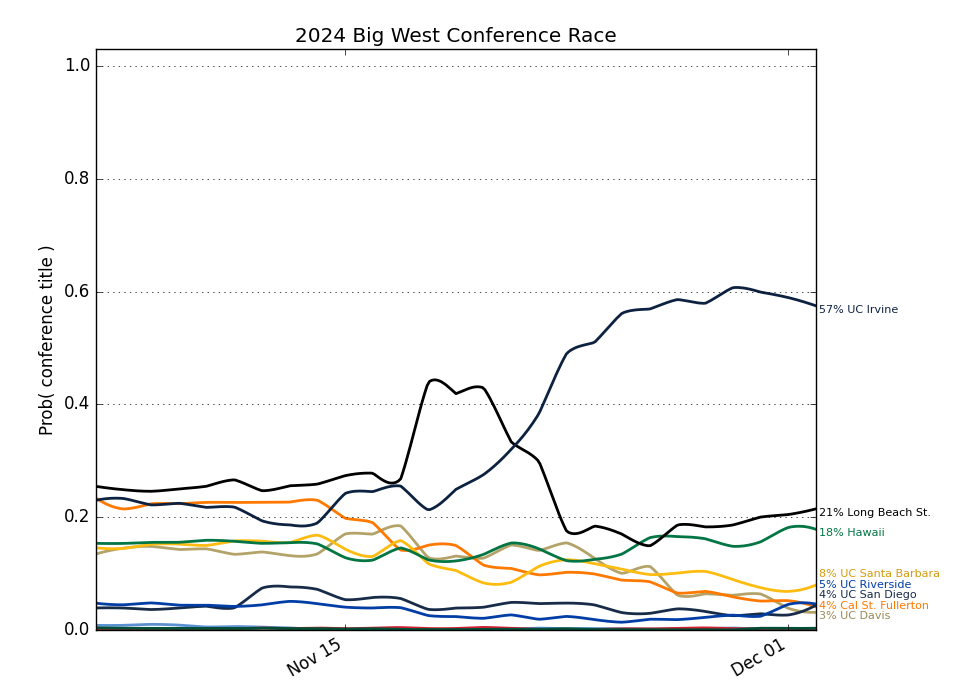 2024 Big West Conference Race
Prob( conference title )
1.0
0.8
0.6
0.4
0.2
0.0
Nov 15
Dec 01
57% UC Irvine
21% Long Beach St.
18% Hawaii
8% UC Santa Barbara
5% UC Riverside
4% UC San Diego
4% Cal St. Fullerton
3% UC Davis